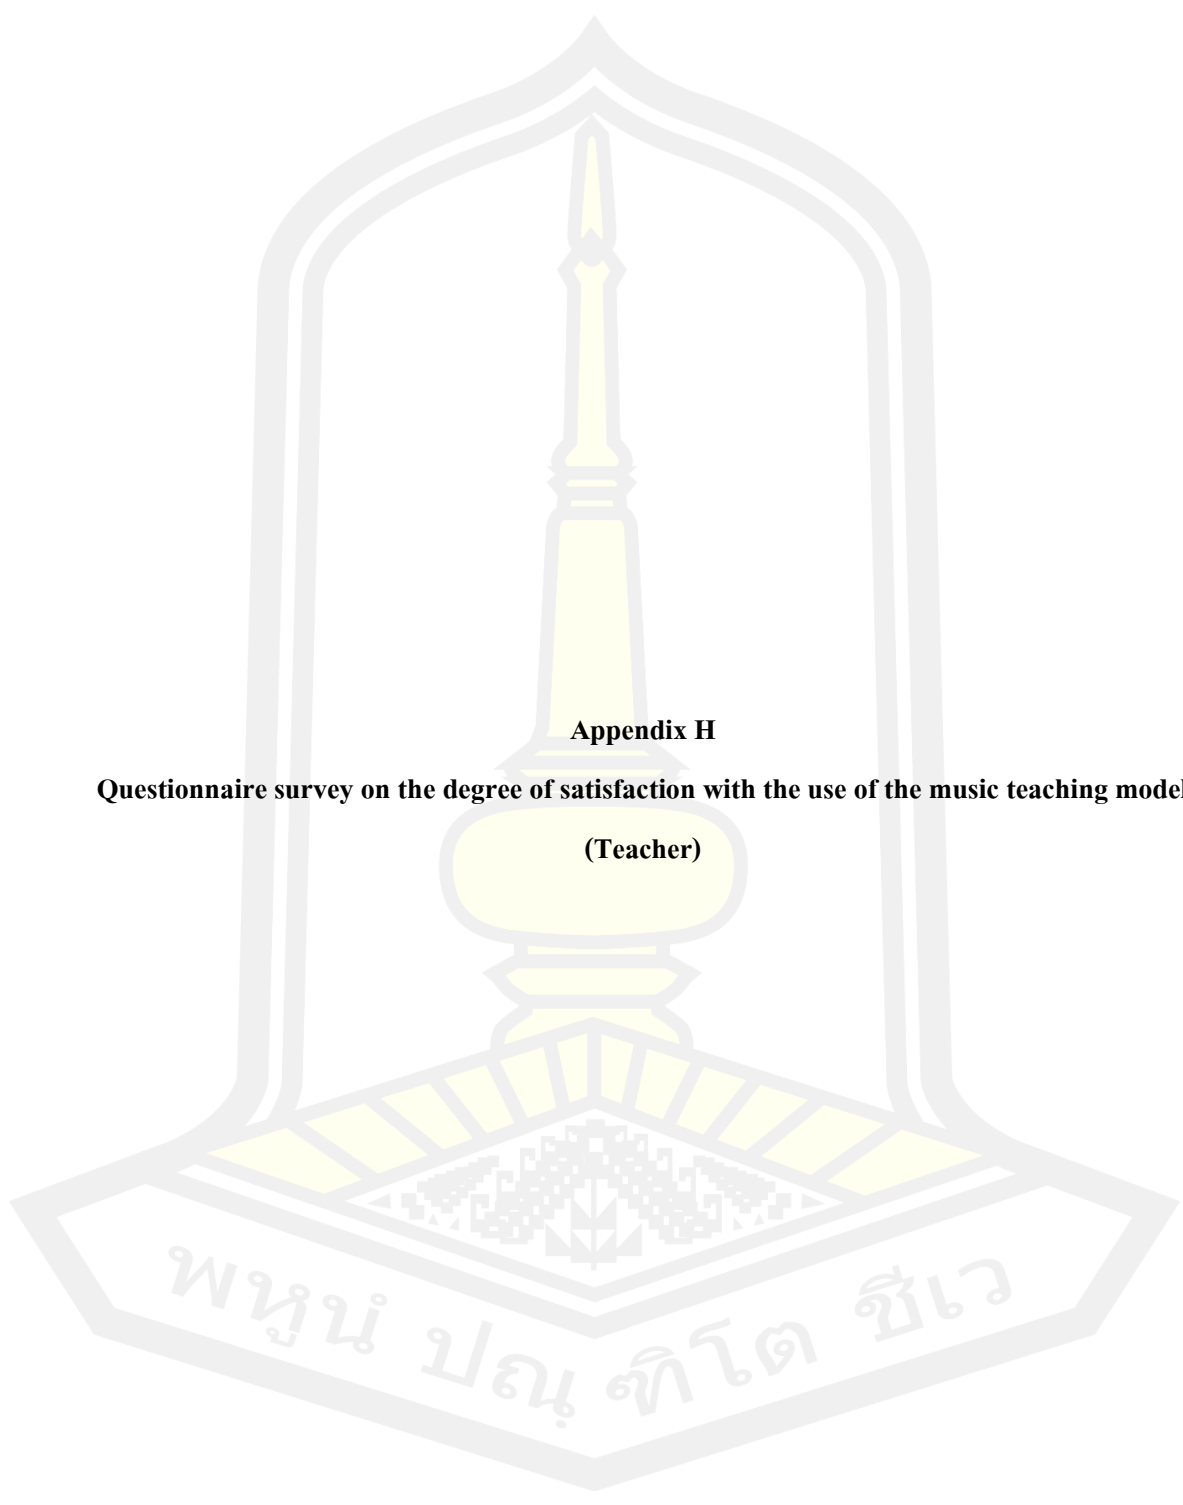 Appendix H
Questionnaire survey on the degree of satisfaction with the use of the music teaching model
(Teacher)
พหูนํ ปณฺฑิโต ชีเว